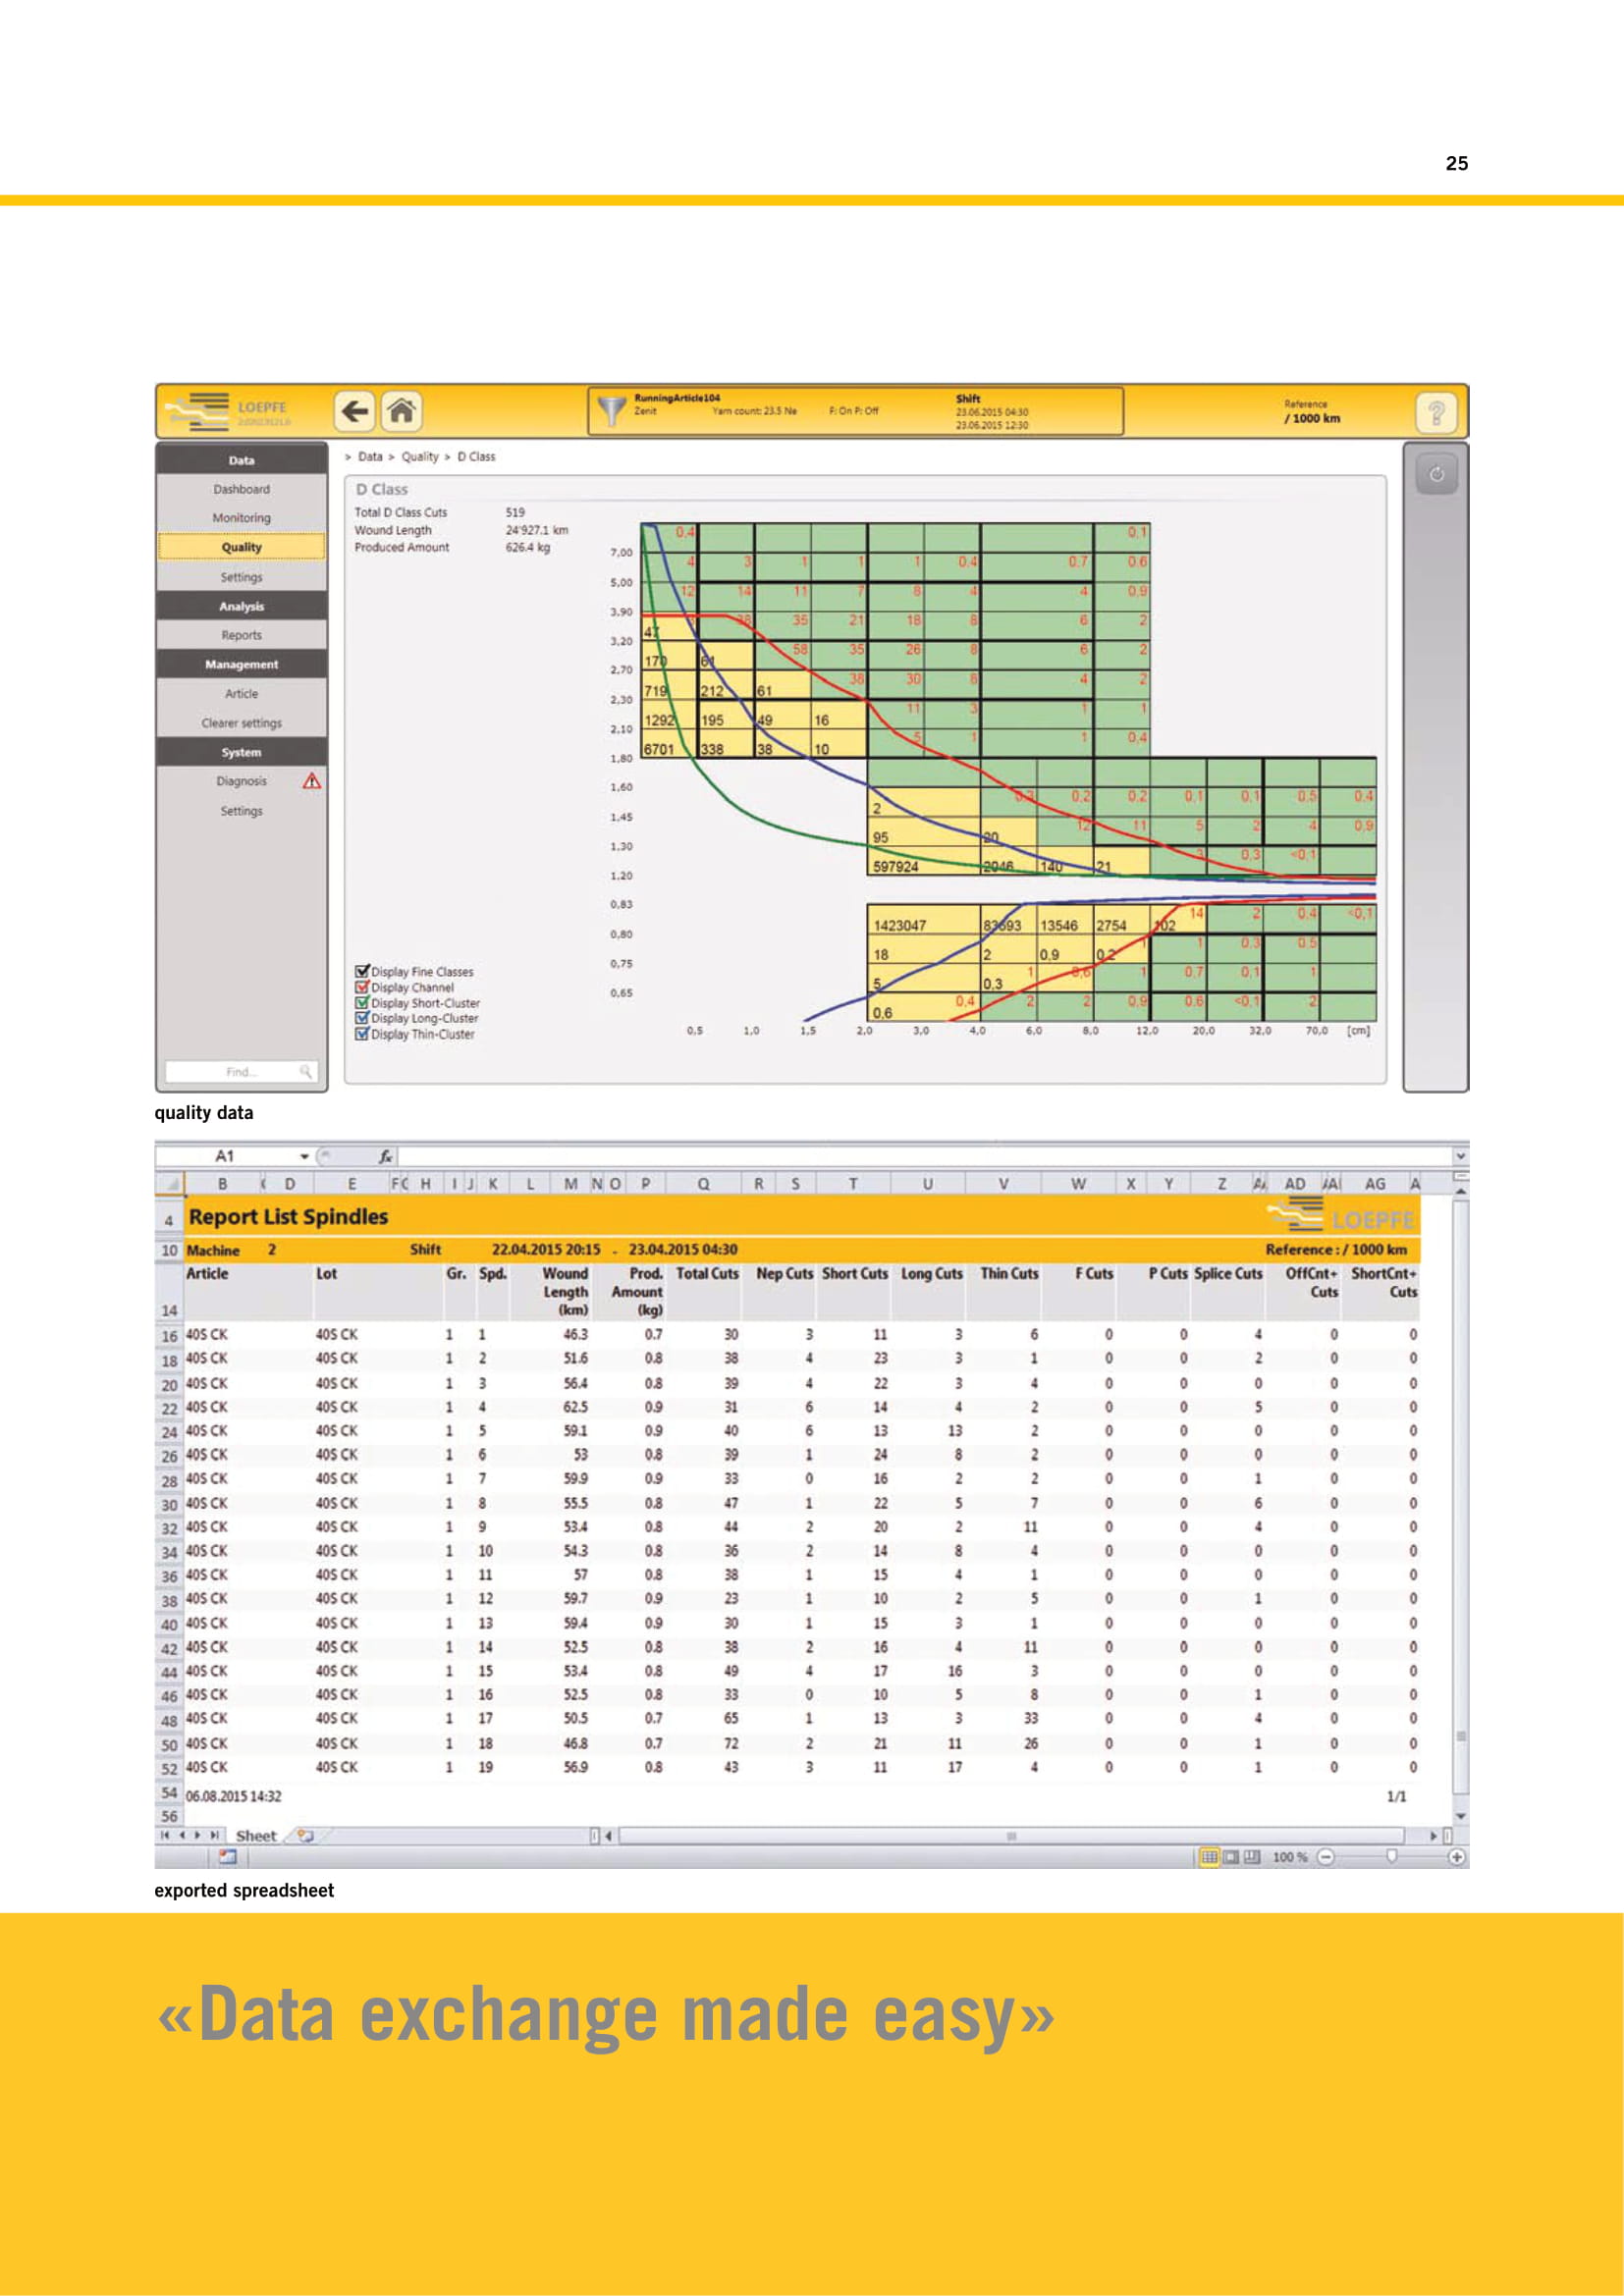 25
LOEPFE
RunningArticle104
Zenit Yarn count: 23.5 Ne F: On P: Off
Shift
23.06.2015 04:30
23.06.2015 12:30
Reference
/ 1000 km
?
Data
Dashboard
Monitoring
Quality
Settings
Analysis
Reports
Management
Article
Clearer settings
System
Diagnosis
Settings
Find...
> Data > Quality > D Class
D Class
Total D Class Cuts 519
Wound Length 24'927.1 km
Produced Amount 626.4 kg
0,4 0,1
7,00 4 3 1 1 1 0,4 0,7 0,6
5,00 12 14 11 7 8 4 4 0,9
3,90 38 35 21 18 8 6 2
47
3,20 58 35 26 8 6 2
170 61
2,70 38 30 8 4 2
719 212 61
2,30 11 3 1 1
1292 195 49 16
2,10 5 1 1 0,4
6701 338 38 10
1,80
1,60 0,3 0,2 0,2 0,1 0,1 0,5 0,4
2
1,45 12 11 5 2 4 0,9
95 20
1,30 3 0,3 <0,1
597924 2046 140 21
1,20
0,83 14 2 0,4 <0,1
1423047 83693 13546 2754 102
0,80 1 1 0,3 0,5
18 2 0,9 0,2
0,75 1 0,6 1 0,7 0,1 1
5 0,3
0,65 0,4 2 2 0,9 0,6 <0,1 2
0,6
0,5 1,0 1,5 2,0 3,0 4,0 6,0 8,0 12,0 20,0 32,0 70,0 [cm]
Display Fine Classes
Display Channel
Display Short-Cluster
Display Long-Cluster
Display Thin-Cluster
quality data
A1 fx
B D E F H I J K L M N O P Q R S T U V W X Y Z AD AG A
4 Report List Spindles LOEPFE
10 Machine 2 Shift 22.04.2015 20:15 - 23.04.2015 04:30 Reference : / 1000 km
Article Lot Gr. Spd. Wound Prod. Total Cuts Nep Cuts Short Cuts Long Cuts Thin Cuts F Cuts P Cuts Splice Cuts OffCnt+ ShortCnt+
Length Amount Cuts Cuts
14 (km) (kg)
16 40S CK 40S CK 1 1 46.3 0.7 30 3 11 3 6 0 0 4 0 0
18 40S CK 40S CK 1 2 51.6 0.8 38 4 23 3 1 0 0 2 0 0
20 40S CK 40S CK 1 3 56.4 0.8 39 4 22 3 4 0 0 0 0 0
22 40S CK 40S CK 1 4 62.5 0.9 31 6 14 4 2 0 0 5 0 0
24 40S CK 40S CK 1 5 59.1 0.9 40 6 13 13 2 0 0 0 0 0
26 40S CK 40S CK 1 6 53 0.8 39 1 24 8 2 0 0 0 0 0
28 40S CK 40S CK 1 7 59.9 0.9 33 0 16 2 2 0 0 1 0 0
30 40S CK 40S CK 1 8 55.5 0.8 47 1 22 5 7 0 0 6 0 0
32 40S CK 40S CK 1 9 53.4 0.8 44 2 20 2 11 0 0 4 0 0
34 40S CK 40S CK 1 10 54.3 0.8 36 2 14 8 4 0 0 0 0 0
36 40S CK 40S CK 1 11 57 0.8 38 1 15 4 1 0 0 0 0 0
38 40S CK 40S CK 1 12 59.7 0.9 23 1 10 2 5 0 0 1 0 0
40 40S CK 40S CK 1 13 59.4 0.9 30 1 15 3 1 0 0 0 0 0
42 40S CK 40S CK 1 14 52.5 0.8 38 2 16 4 11 0 0 0 0 0
44 40S CK 40S CK 1 15 53.4 0.8 49 4 17 16 3 0 0 0 0 0
46 40S CK 40S CK 1 16 52.5 0.8 33 0 10 5 8 0 0 1 0 0
48 40S CK 40S CK 1 17 50.5 0.7 65 1 13 3 33 0 0 4 0 0
50 40S CK 40S CK 1 18 46.8 0.7 72 2 21 11 26 0 0 1 0 0
52 40S CK 40S CK 1 19 56.9 0.8 43 3 11 17 4 0 0 1 0 0
54 06.08.2015 14:32 1/1
56
Sheet
100 %
exported spreadsheet
«Data exchange made easy»